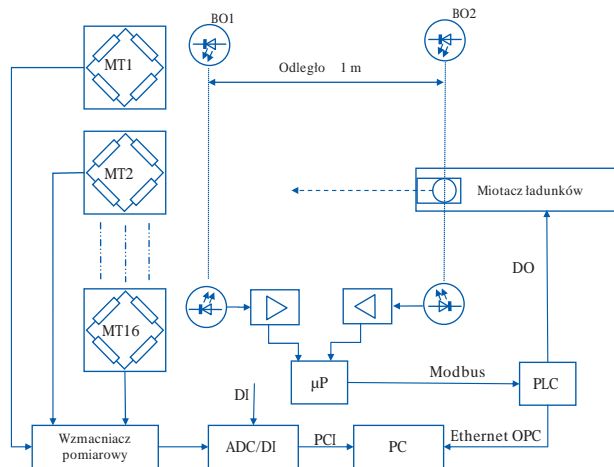 BO1
BO2
MT1
Odległo 1 m
MT2
Miotacz ładunków
DO
MT16
µP
Modbus
PLC
DI
Wzmacniacz
pomiarowy
ADC/DI
PCI
PC
Ethernet OPC